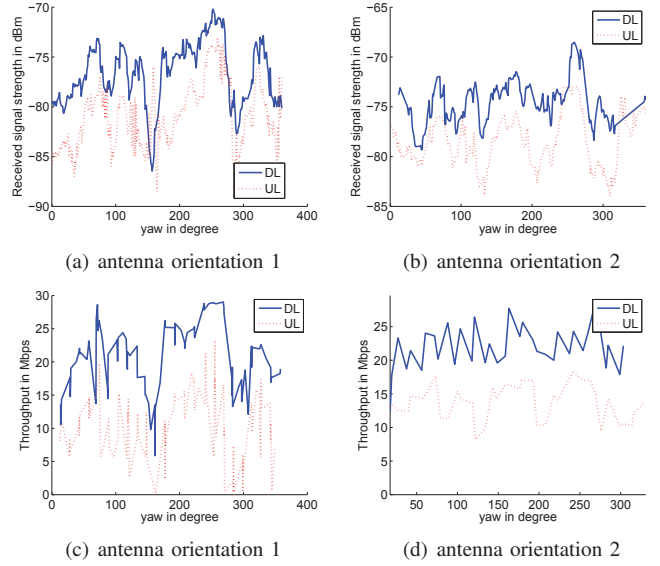 Received signal strength in dBm
−70
−75
−80
−85
−90
0
100
200
300
400
yaw in degree
DL
UL
(a) antenna orientation 1
Received signal strength in dBm
−65
−70
−75
−80
−85
0
100
200
300
yaw in degree
DL
UL
(b) antenna orientation 2
Throughput in Mbps
30
25
20
15
10
5
0
0
100
200
300
400
yaw in degree
DL
UL
(c) antenna orientation 1
Throughput in Mbps
30
25
20
15
10
5
0
50
100
150
200
250
300
yaw in degree
DL
UL
(d) antenna orientation 2